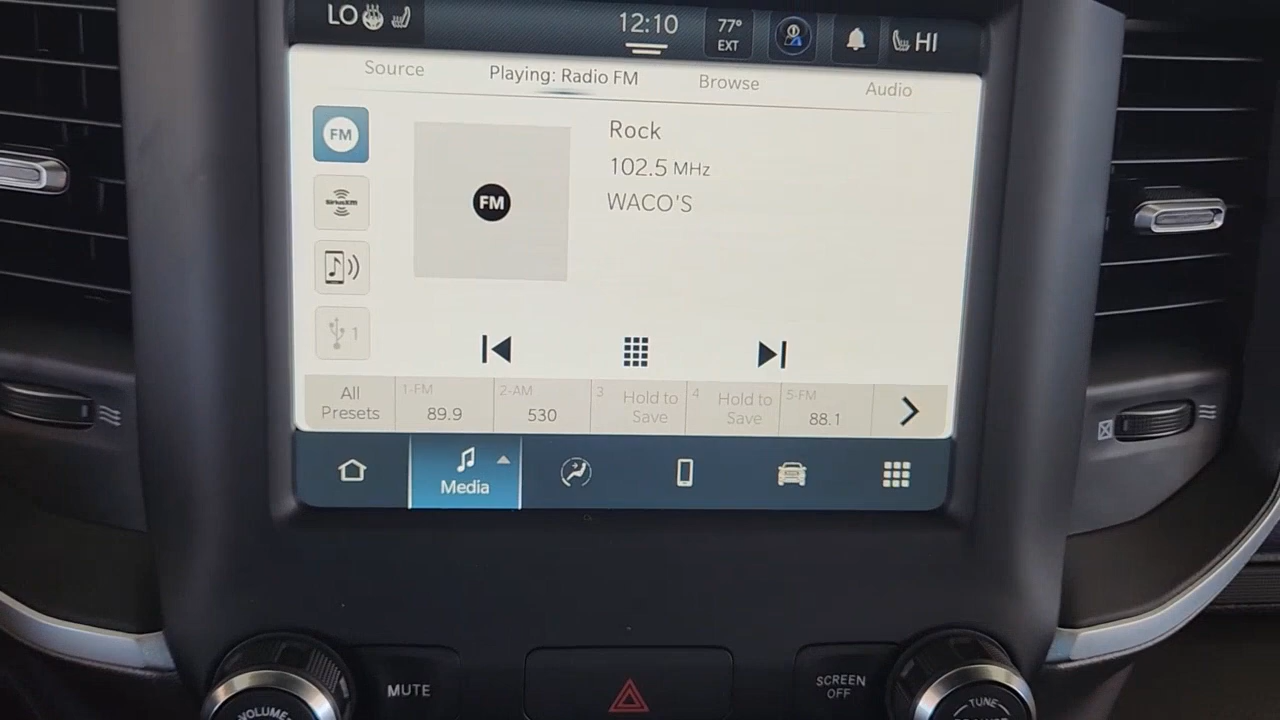 LO
12:10
77°
EXT
HI
Source
Playing: Radio FM
Browse
Audio
FM
FM
Rock
102.5 MHz
WACO'S
SiriusXM
1
All
Presets
1-FM
89.9
2-AM
530
3
Hold to
Save
4
Hold to
Save
5-FM
88.1
Media
MUTE
SCREEN
OFF
VOLUME
TUNE